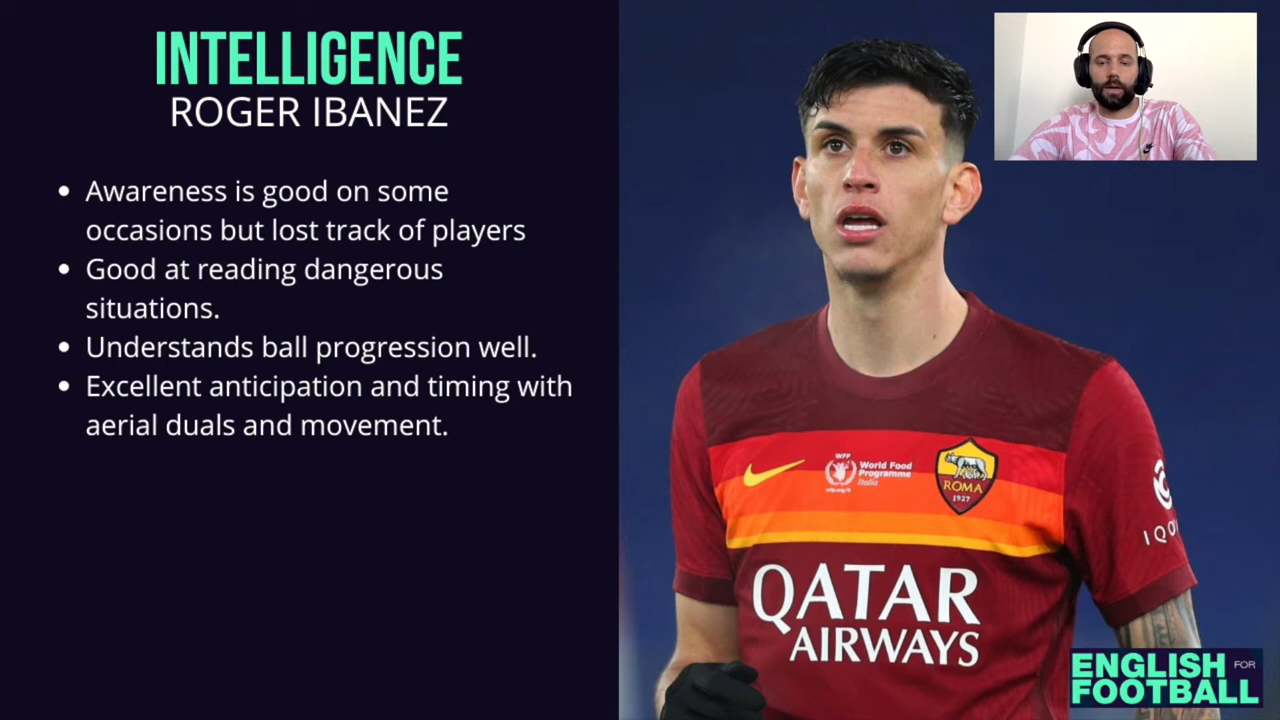 INTELLIGENCE
ROGER IBANEZ
Awareness is good on some
occasions but lost track of players
Good at reading dangerous
situations.
Understands ball progression well.
Excellent anticipation and timing with
aerial duals and movement.
WFP
World Food
Programme
Italia
ROMA
1927
QATAR
AIRWAYS
ENGLISH FOR
FOOTBALL